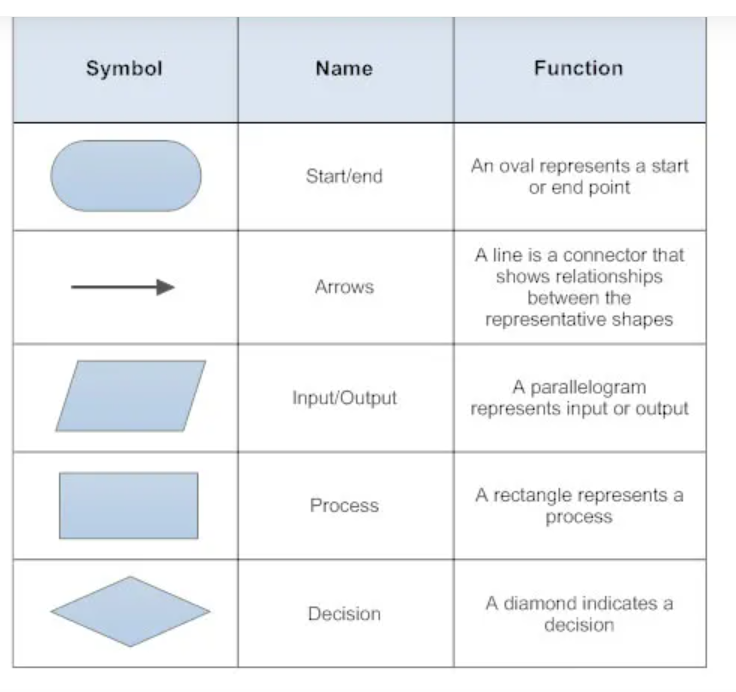 Symbol
Name
Function
Start/end
An oval represents a start
or end point
Arrows
A line is a connector that
shows relationships
between the
representative shapes
Input/Output
A parallelogram
represents input or output
Process
A rectangle represents a
process
Decision
A diamond indicates a
decision